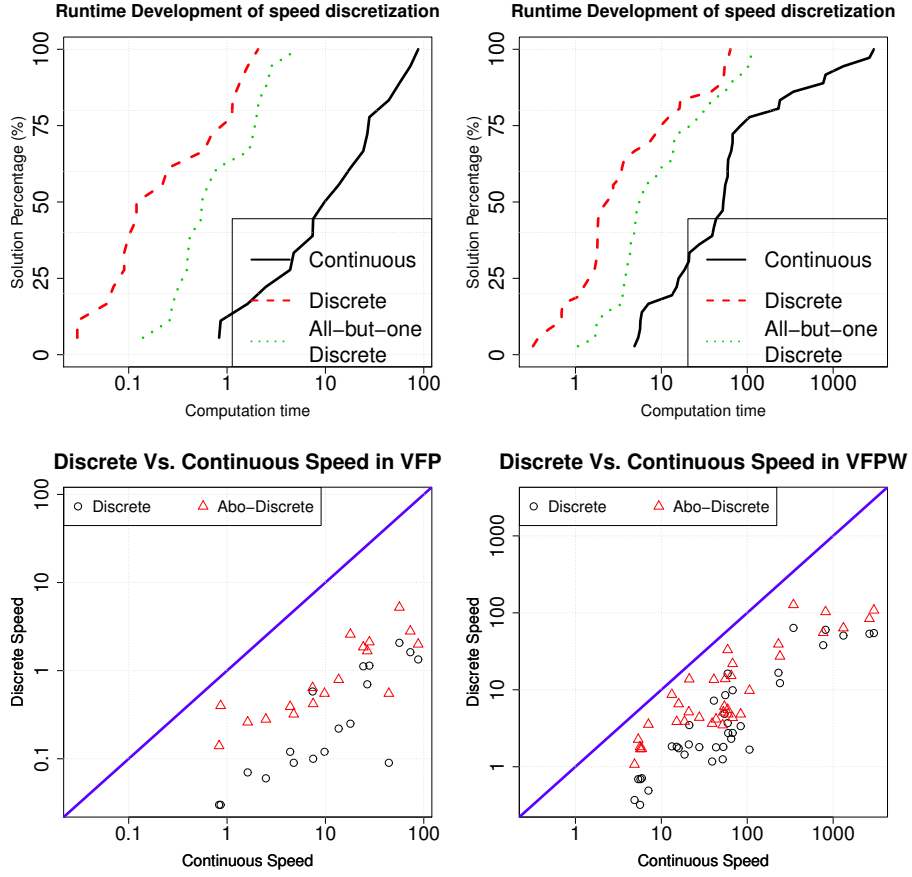 Runtime Development of speed discretization
Solution Percentage (%)
100
75
50
25
0
Continuous
Discrete
All−but−one
Discrete
0.1 1 10 100
Computation time
Runtime Development of speed discretization
Solution Percentage (%)
100
75
50
25
0
Continuous
Discrete
All−but−one
Discrete
1 10 100 1000
Computation time
Discrete Vs. Continuous Speed in VFP
Discrete Abo−Discrete
Discrete Speed
100
10
1
0.1
0.1 1 10 100
Continuous Speed
Discrete Vs. Continuous Speed in VFPW
Discrete Abo−Discrete
Discrete Speed
1000
100
10
1
1 10 100 1000
Continuous Speed